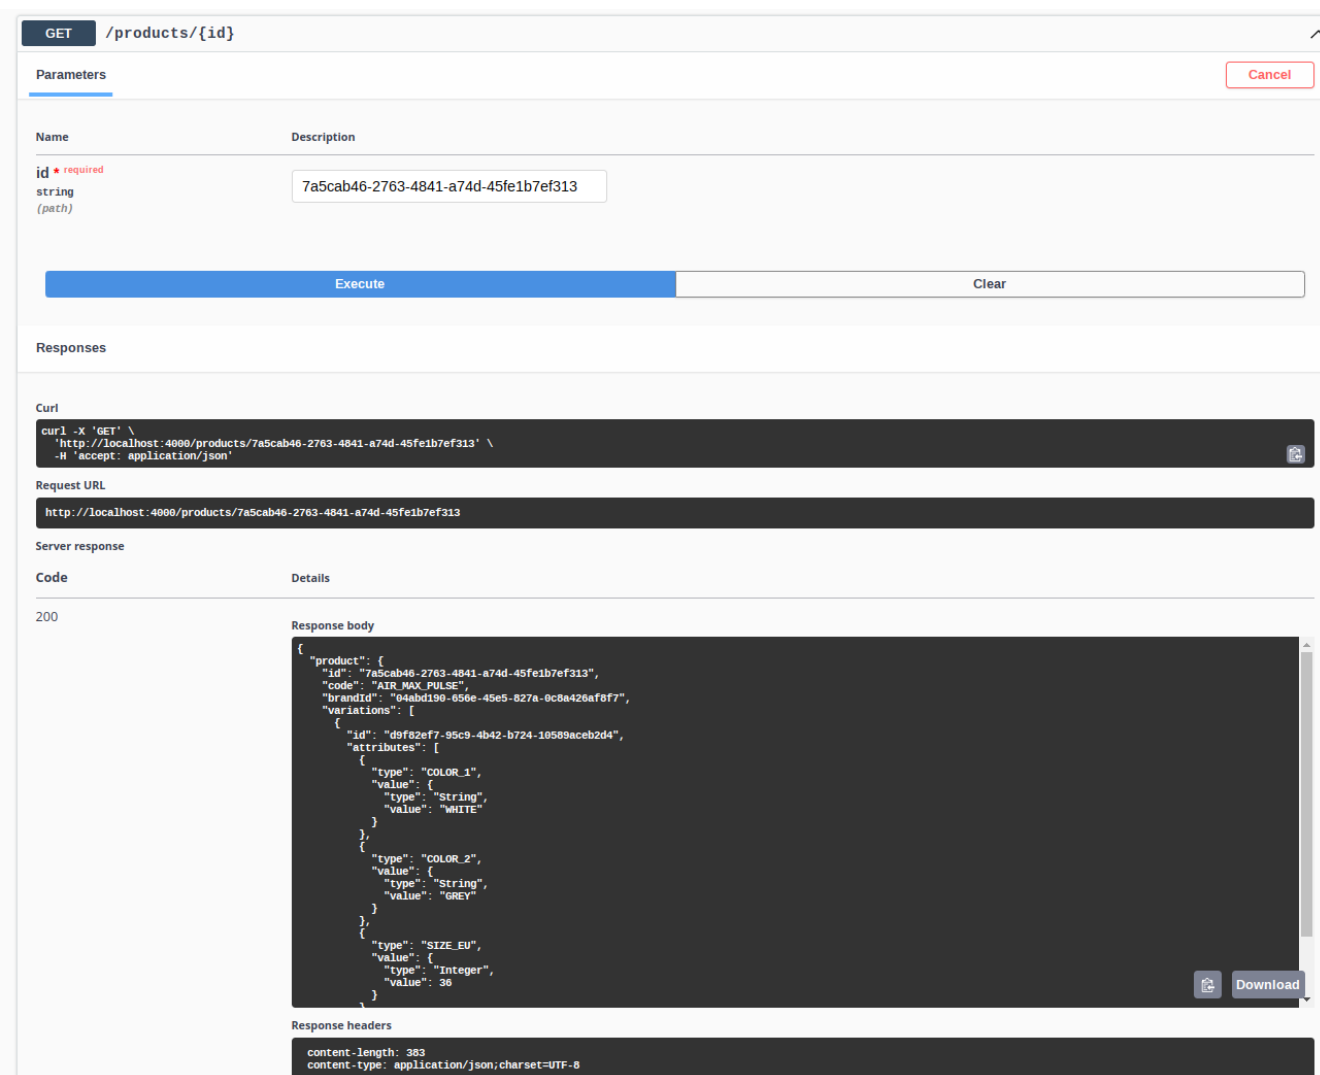 GET /products/{id}
Parameters
Cancel
Name Description
id * required
string
(path)
7a5cab46-2763-4841-a74d-45fe1b7ef313
Execute Clear
Responses
Curl
curl -X 'GET' \
  'http://localhost:4000/products/7a5cab46-2763-4841-a74d-45fe1b7ef313' \
  -H 'accept: application/json'
Request URL
http://localhost:4000/products/7a5cab46-2763-4841-a74d-45fe1b7ef313
Server response
Code Details
200
Response body
{
  "product": {
    "id": "7a5cab46-2763-4841-a74d-45fe1b7ef313",
    "code": "AIR_MAX_PULSE",
    "brandId": "04abd190-656e-45e5-827a-0c8a426af8f7",
    "variations": [
      {
        "id": "d9f82ef7-95c9-4b42-b724-10589aceb2d4",
        "attributes": [
          {
            "type": "COLOR_1",
            "value": {
              "type": "String",
              "value": "WHITE"
            }
          },
          {
            "type": "COLOR_2",
            "value": {
              "type": "String",
              "value": "GREY"
            }
          },
          {
            "type": "SIZE_EU",
            "value": {
              "type": "Integer",
              "value": 36
            }
          }
Download
Response headers
content-length: 383
content-type: application/json;charset=UTF-8